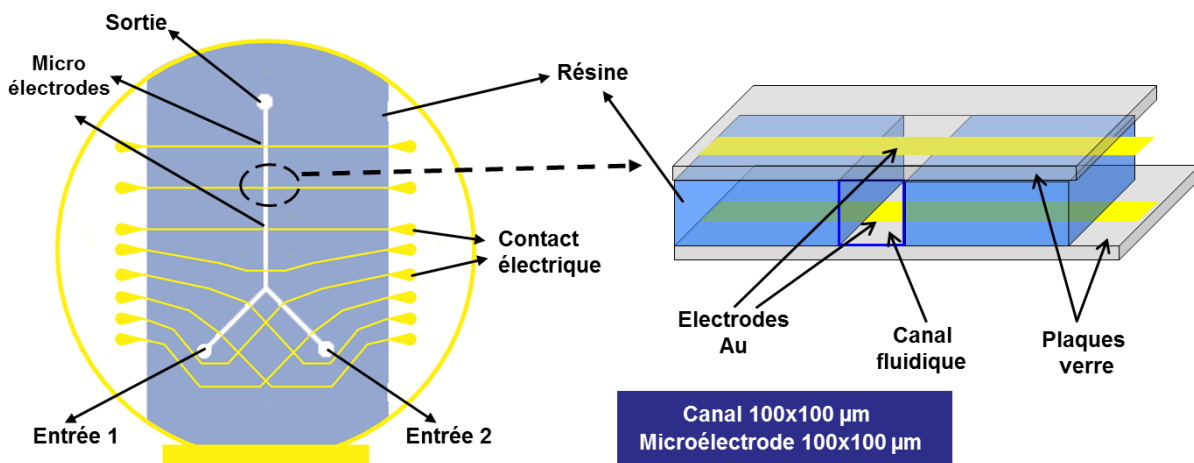 Sortie
Micro
électrodes
Résine
Contact
électrique
Entrée 1
Entrée 2
Electrodes
Au
Canal
fluidique
Plaques
verre
Canal 100x100 µm
Microélectrode 100x100 µm